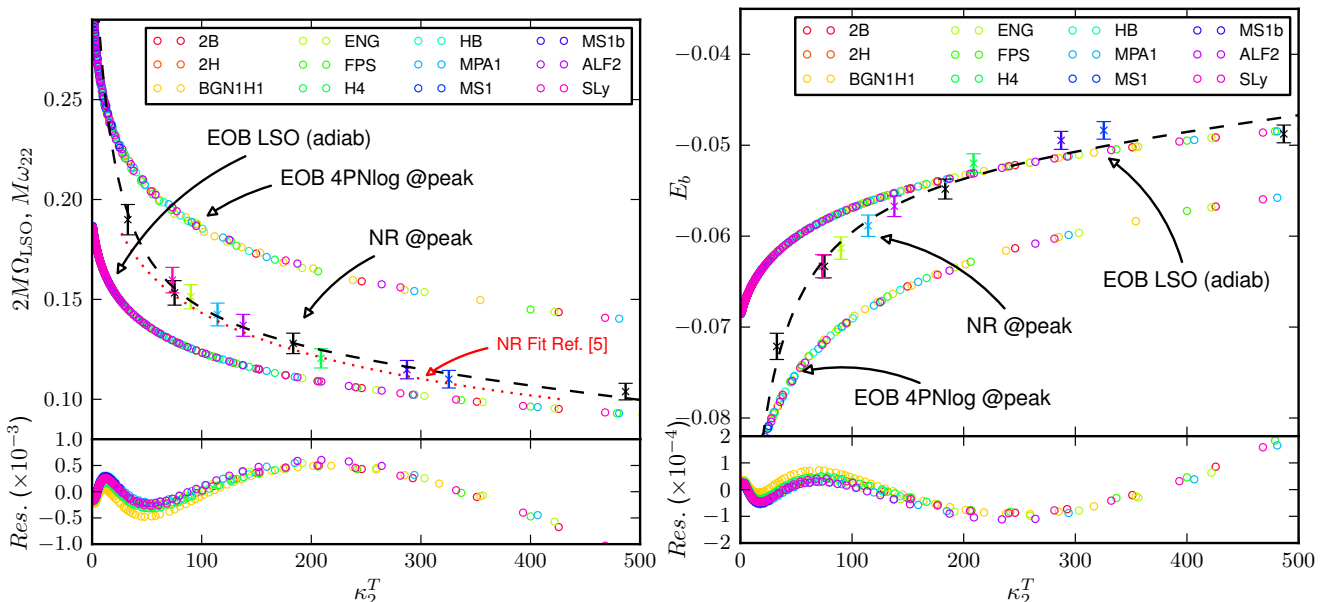 2B
ENG
HB
MS1b
2H
FPS
MPA1
ALF2
BGN1H1
H4
MS1
SLy
0.25
0.20
0.15
0.10
2MΩ_LSO, Mω_22
EOB LSO (adiab)
EOB 4PNlog @peak
NR @peak
NR Fit Ref. [5]
1.0
0.5
0.0
−0.5
−1.0
Res. (×10^−3)
0
100
200
300
400
500
κ_2^T
2B
ENG
HB
MS1b
2H
FPS
MPA1
ALF2
BGN1H1
H4
MS1
SLy
−0.04
−0.05
−0.06
−0.07
−0.08
E_b
EOB LSO (adiab)
NR @peak
EOB 4PNlog @peak
2
1
0
−1
−2
Res. (×10^−4)
0
100
200
300
400
500
κ_2^T